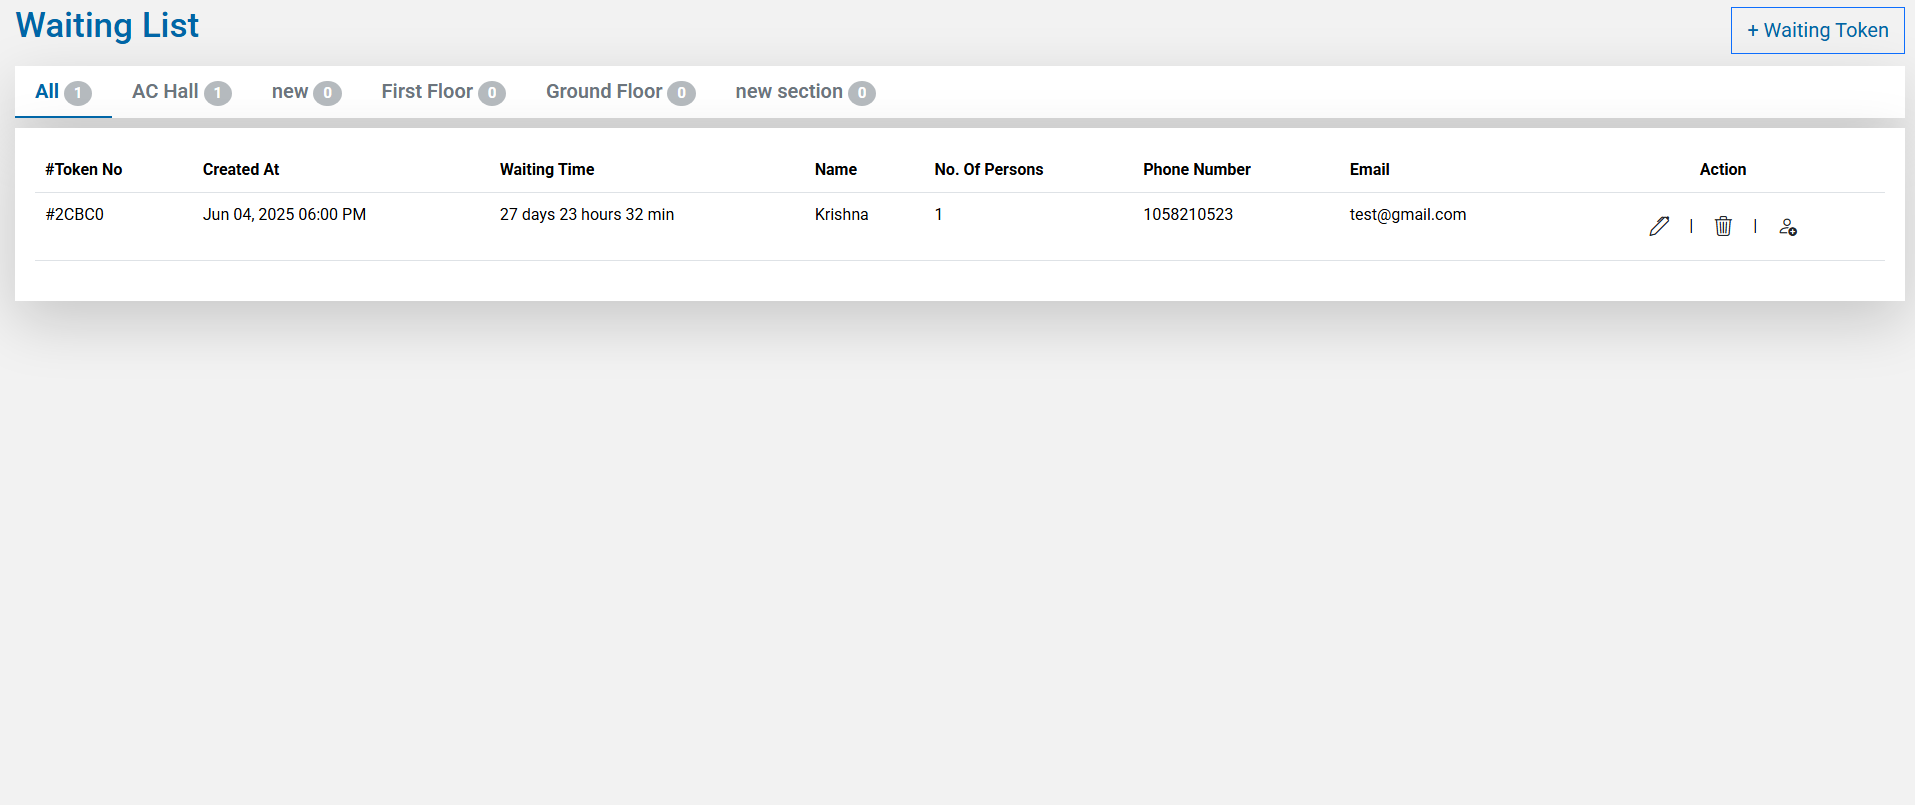 Waiting List
+ Waiting Token
All 1 AC Hall 1 new 0 First Floor 0 Ground Floor 0 new section 0
#Token No Created At Waiting Time Name No. Of Persons Phone Number Email Action
#2CBC0 Jun 04, 2025 06:00 PM 27 days 23 hours 32 min Krishna 1 1058210523 test@gmail.com | |